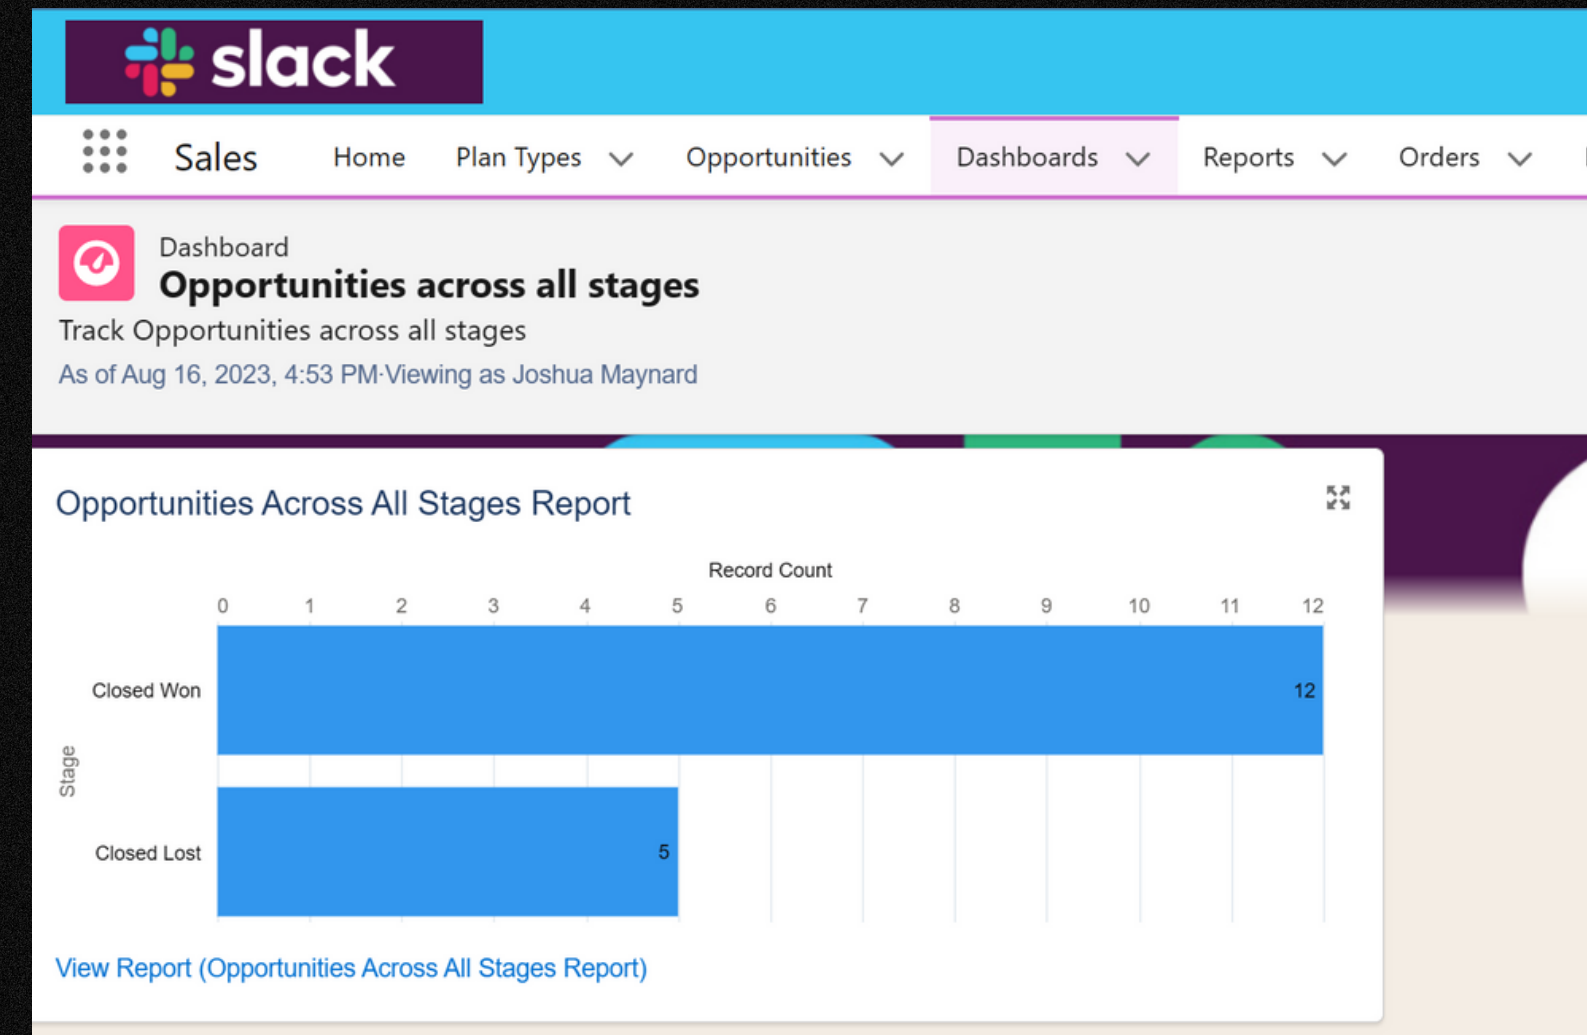 slack
Sales Home Plan Types Opportunities Dashboards Reports Orders
Dashboard
Opportunities across all stages
Track Opportunities across all stages
As of Aug 16, 2023, 4:53 PM·Viewing as Joshua Maynard
Opportunities Across All Stages Report
Record Count
0 1 2 3 4 5 6 7 8 9 10 11 12
Closed Won 12
Stage
Closed Lost 5
View Report (Opportunities Across All Stages Report)